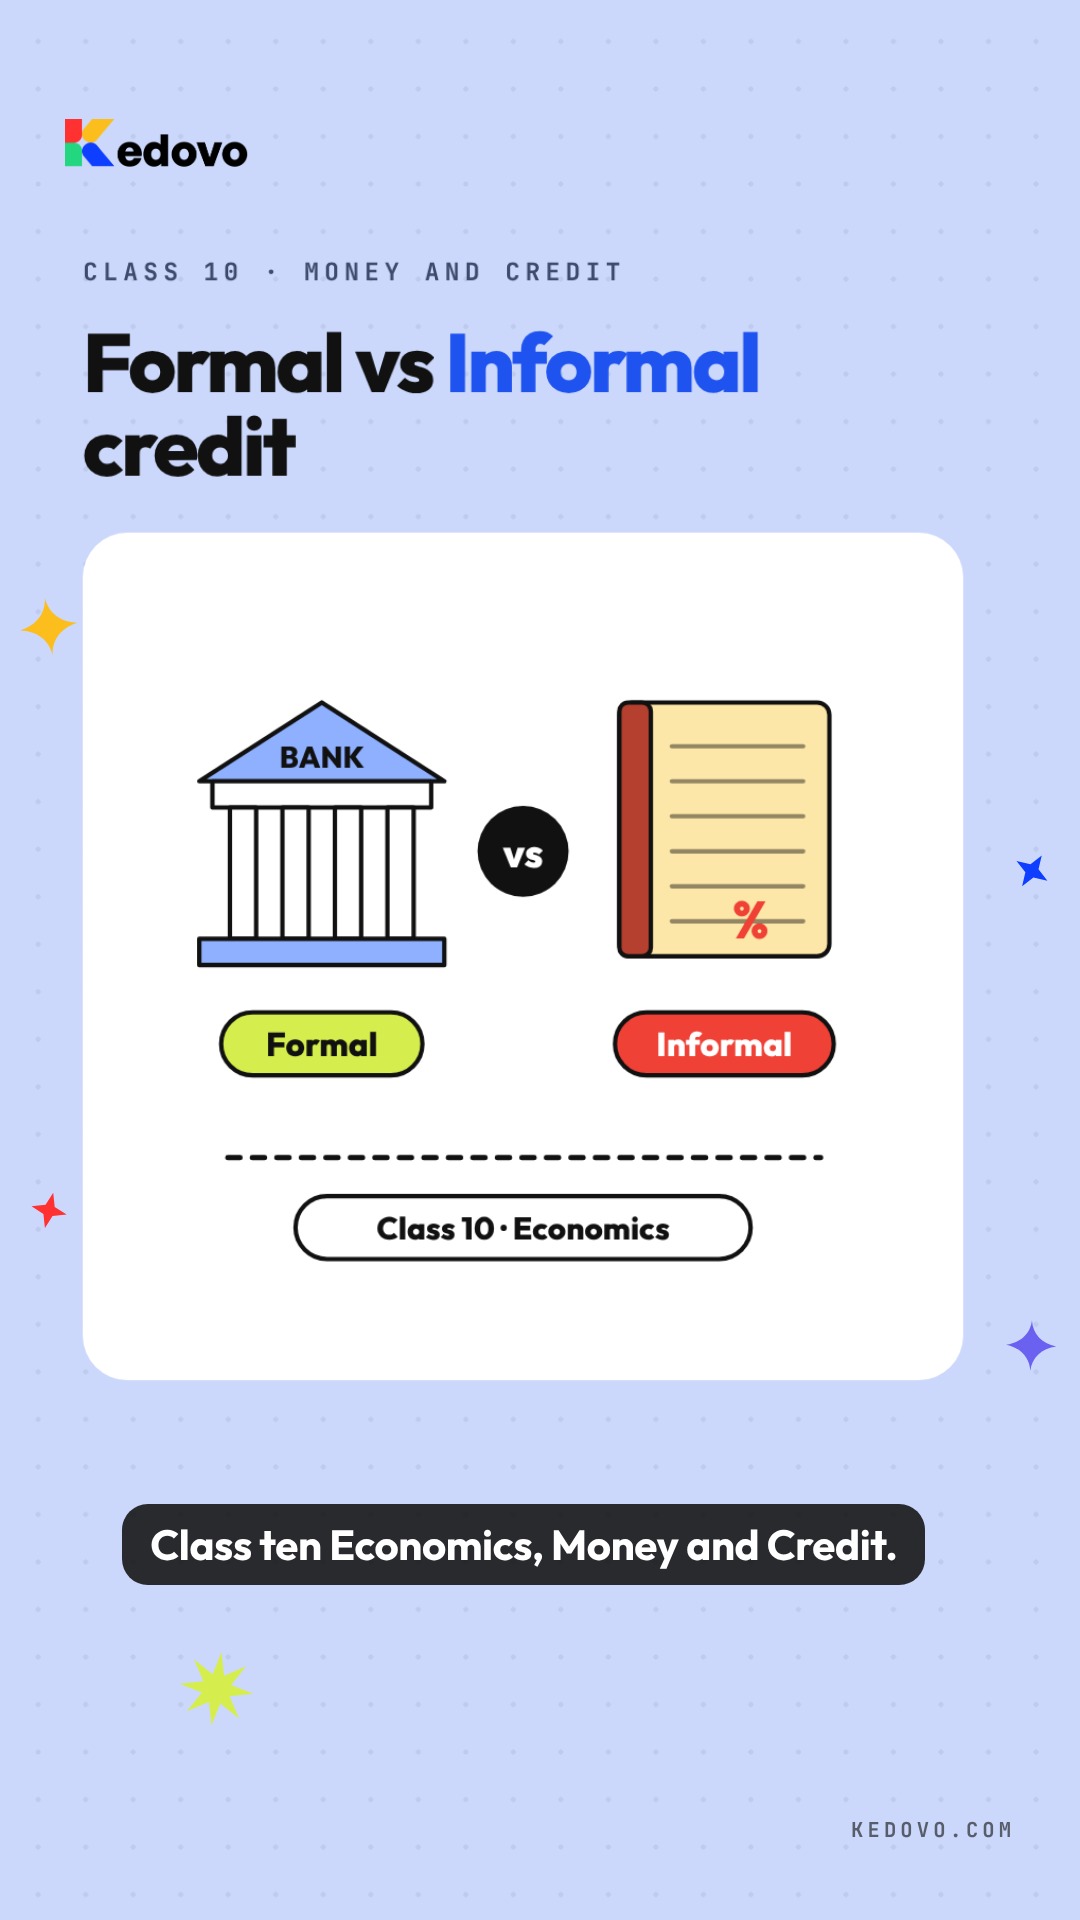 Kedovo
CLASS 10 · MONEY AND CREDIT
Formal vs Informal
credit
BANK
vs
%
Formal
Informal
Class 10 · Economics
Class ten Economics, Money and Credit.
KEDOVO.COM